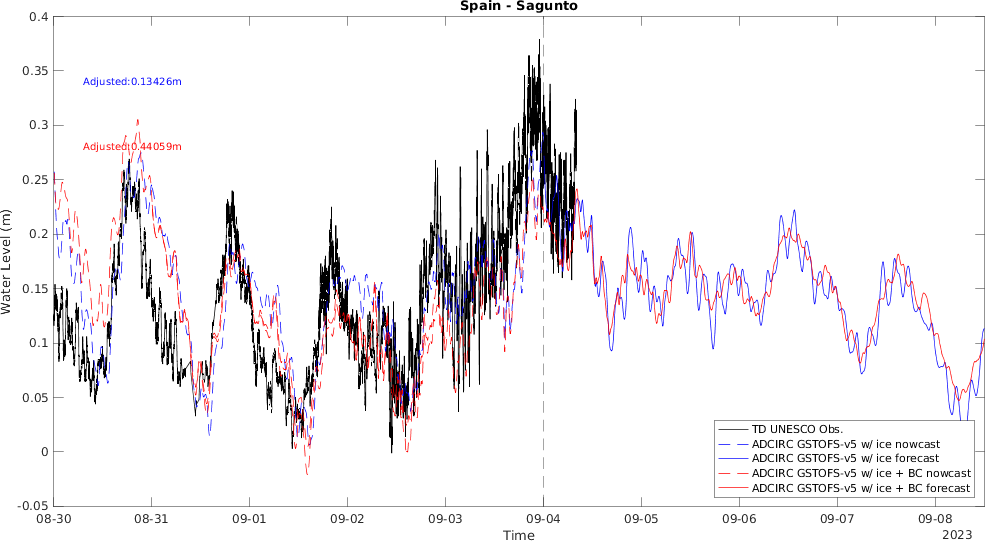 Spain - Sagunto
0.4
0.35
0.3
0.25
0.2
0.15
0.1
0.05
0
-0.05
Water Level (m)
Adjusted:0.13426m
Adjusted:0.44059m
TD UNESCO Obs.
ADCIRC GSTOFS-v5 w/ ice nowcast
ADCIRC GSTOFS-v5 w/ ice forecast
ADCIRC GSTOFS-v5 w/ ice + BC nowcast
ADCIRC GSTOFS-v5 w/ ice + BC forecast
08-30 08-31 09-01 09-02 09-03 09-04 09-05 09-06 09-07 09-08
Time
2023